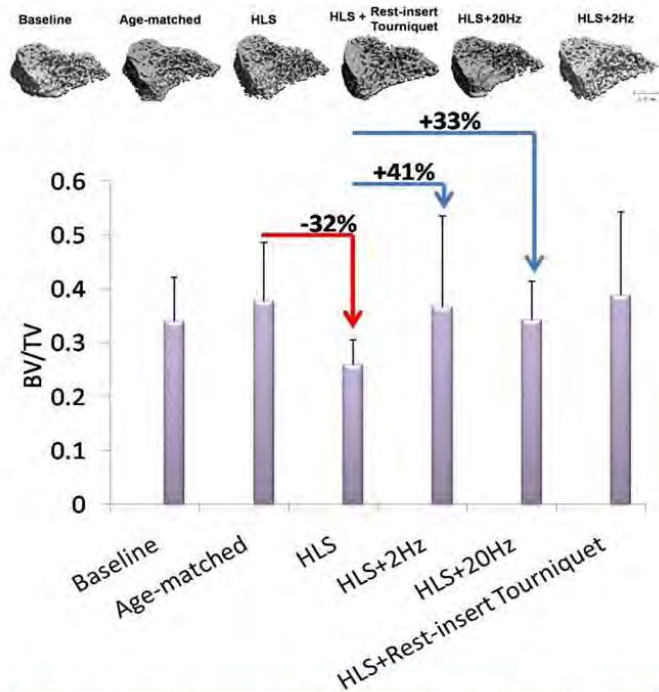 Baseline
Age-matched
HLS
HLS + Rest-insert
Tourniquet
HLS+20Hz
HLS+2Hz
+33%
+41%
-32%
0.6
0.5
0.4
0.3
0.2
0.1
0
BV/TV
Baseline
Age-matched
HLS
HLS+2Hz
HLS+20Hz
HLS+Rest-insert Tourniquet